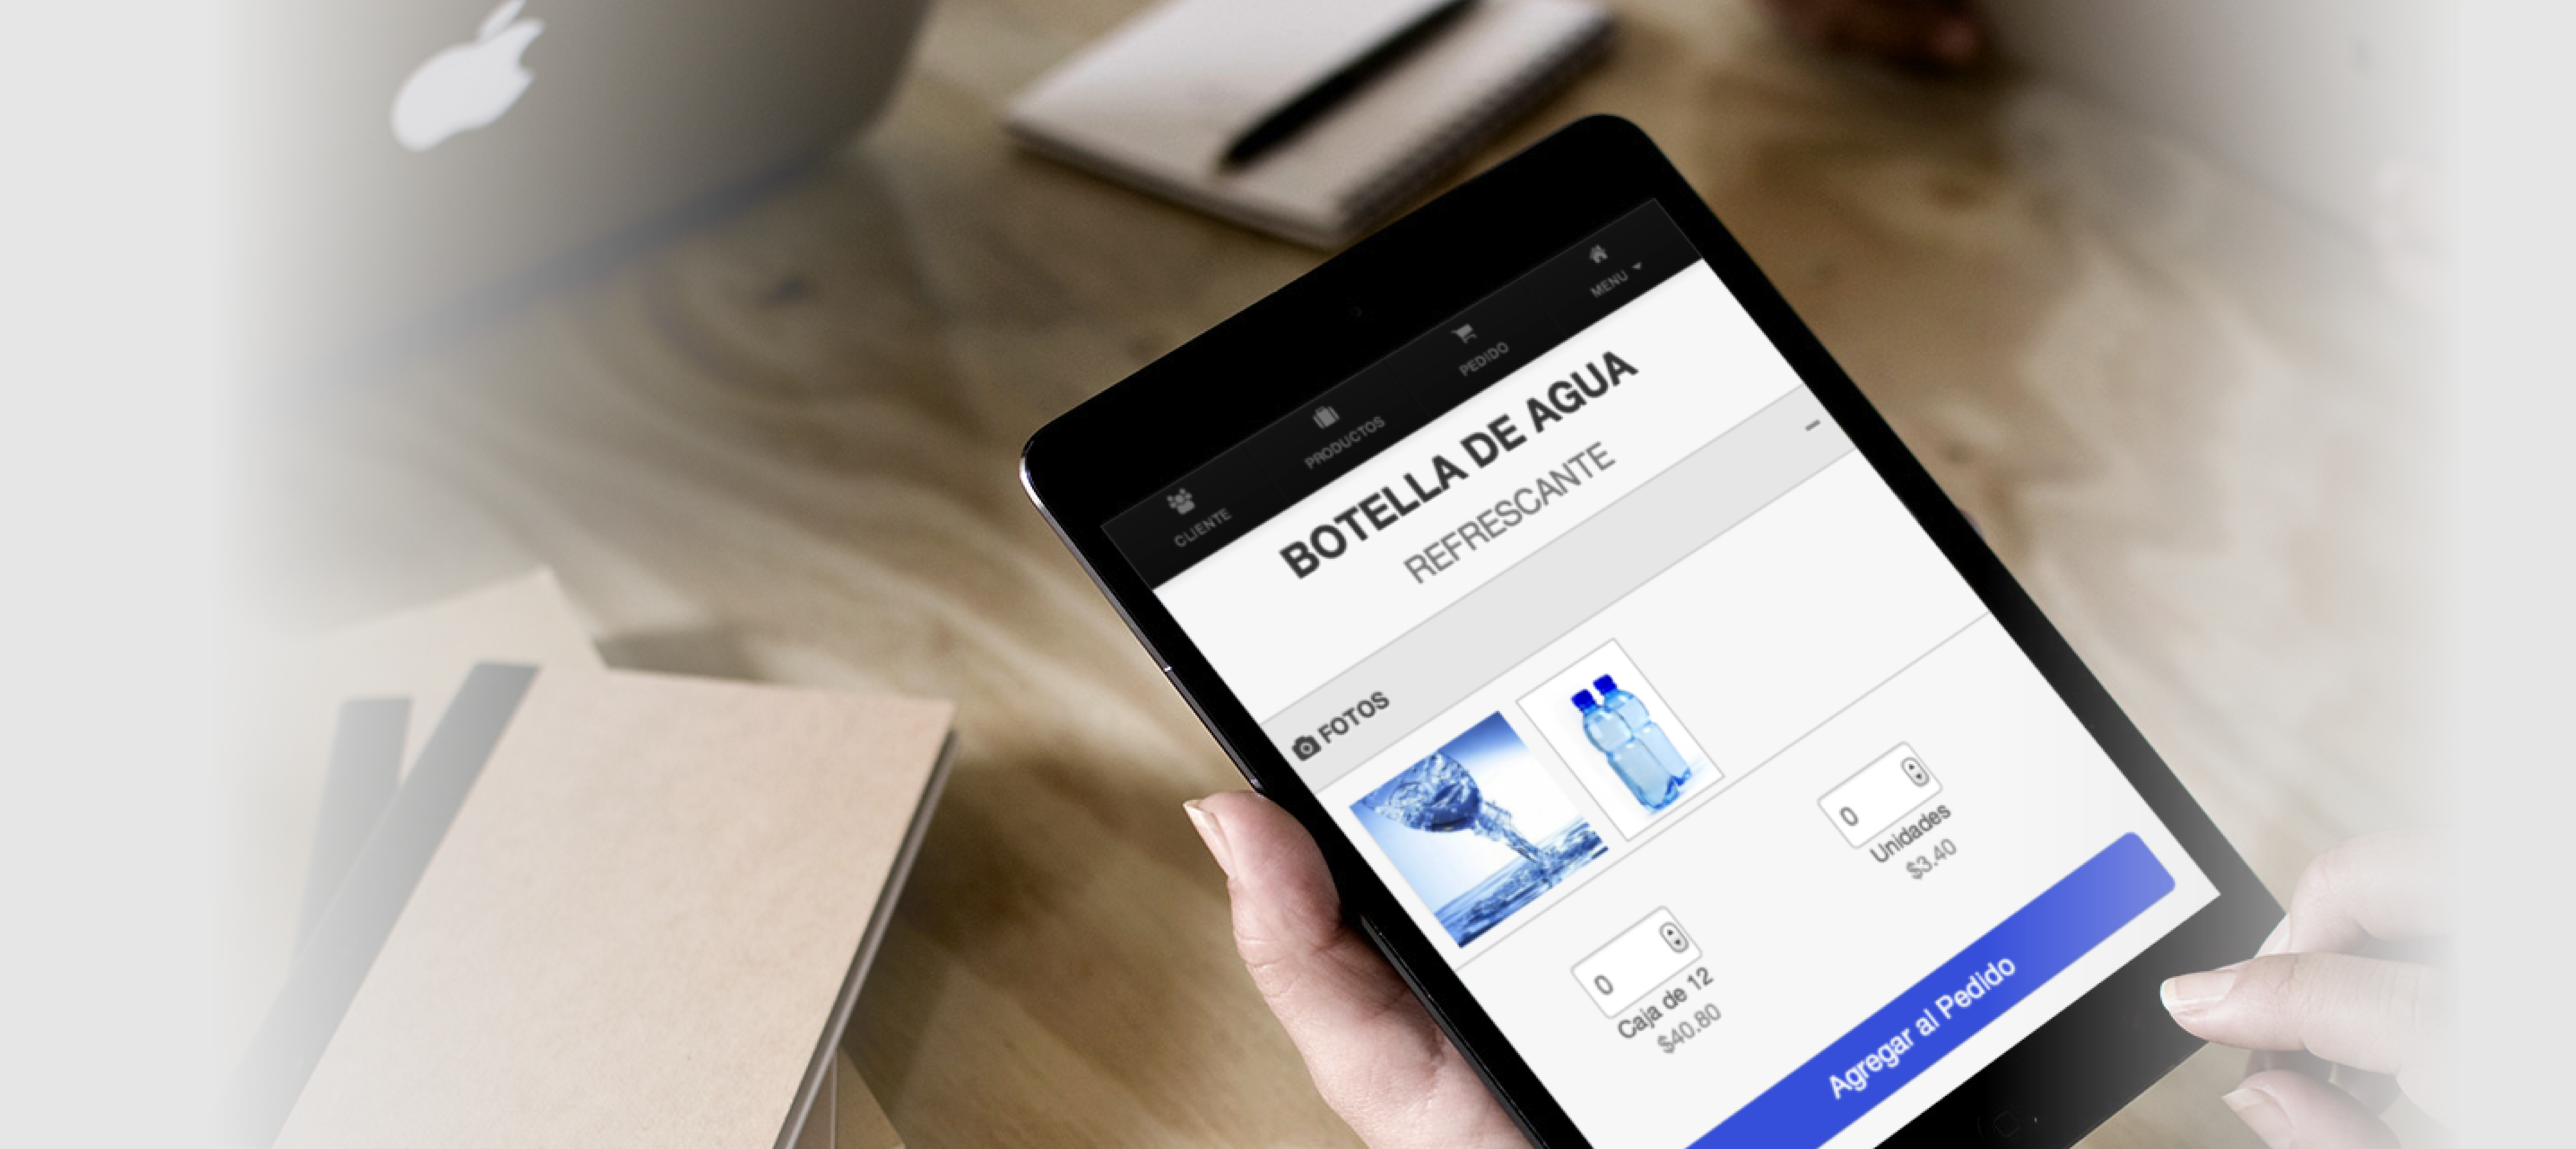 CLIENTE
PRODUCTOS
PEDIDO
MENU
BOTELLA DE AGUA
REFRESCANTE
FOTOS
0
Caja de 12
$40.80
0
Unidades
$3.40
Agregar al Pedido